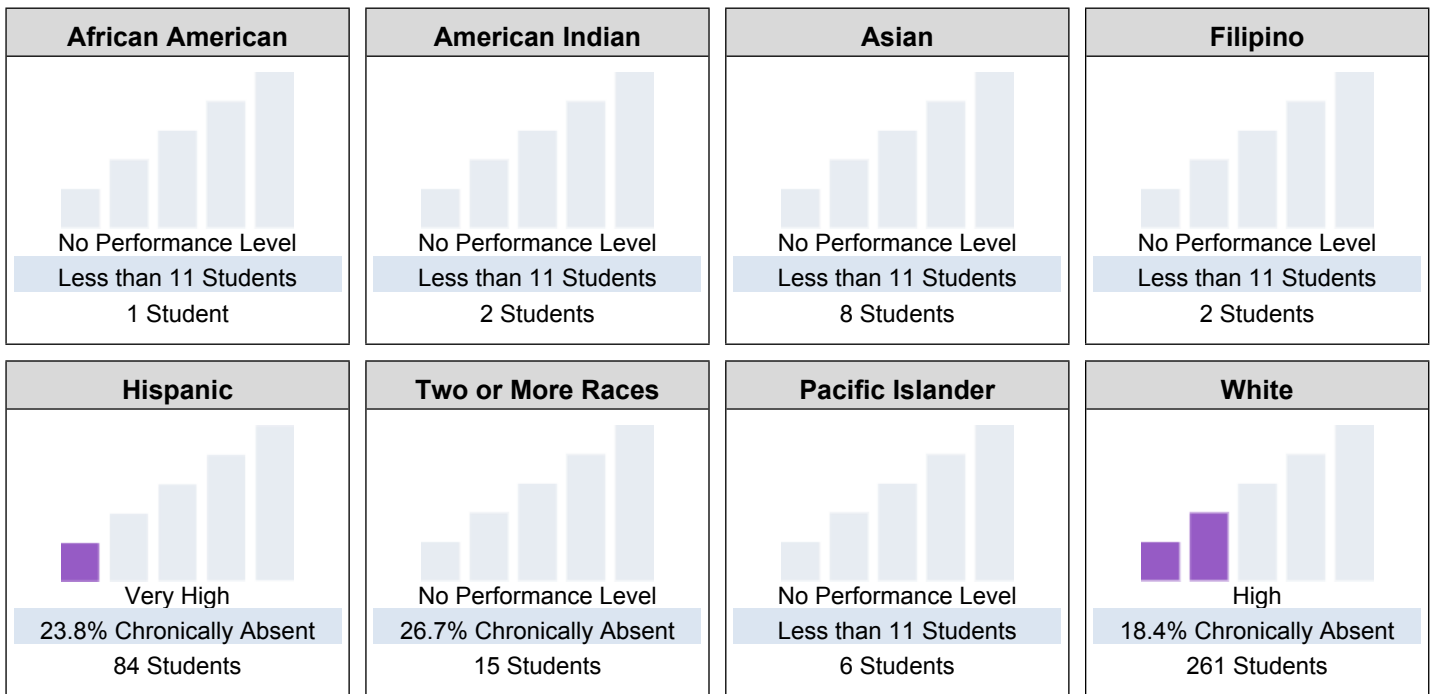 African American
No Performance Level
Less than 11 Students
1 Student
American Indian
No Performance Level
Less than 11 Students
2 Students
Asian
No Performance Level
Less than 11 Students
8 Students
Filipino
No Performance Level
Less than 11 Students
2 Students
Hispanic
Very High
23.8% Chronically Absent
84 Students
Two or More Races
No Performance Level
26.7% Chronically Absent
15 Students
Pacific Islander
No Performance Level
Less than 11 Students
6 Students
White
High
18.4% Chronically Absent
261 Students